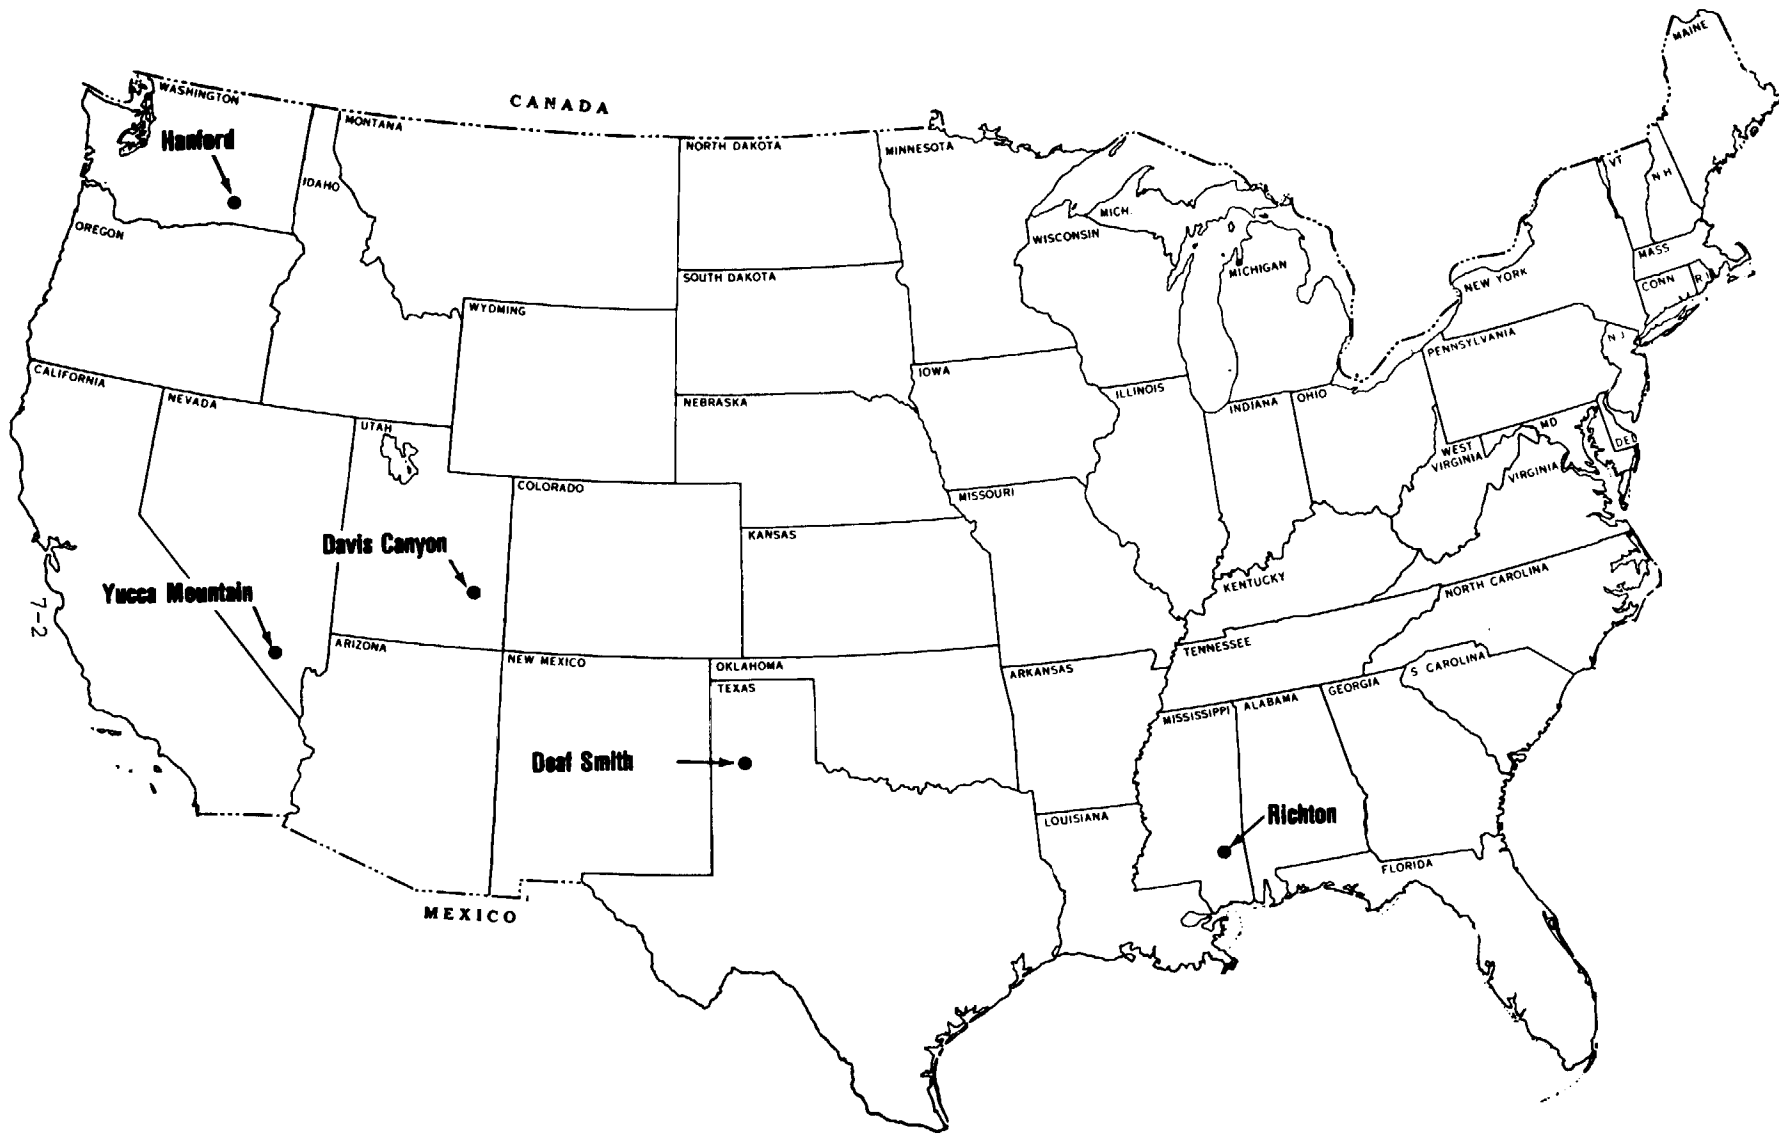 MAINE
CANADA
WASHINGTON
Hanford
MONTANA
NORTH DAKOTA
MINNESOTA
VT
N H
IDAHO
MICH.
OREGON
WISCONSIN
MASS
MICHIGAN
SOUTH DAKOTA
NEW YORK
CONN
R I
WYOMING
PENNSYLVANIA
N J
CALIFORNIA
IOWA
NEVADA
NEBRASKA
ILLINOIS
INDIANA
OHIO
UTAH
MD
DEL
WEST
VIRGINIA
VIRGINIA
COLORADO
MISSOURI
KANSAS
Davis Canyon
Yucca Mountain
KENTUCKY
NORTH CAROLINA
7-2
ARIZONA
NEW MEXICO
OKLAHOMA
ARKANSAS
TENNESSEE
S CAROLINA
TEXAS
MISSISSIPPI
ALABAMA
GEORGIA
Deaf Smith
LOUISIANA
Richton
FLORIDA
MEXICO